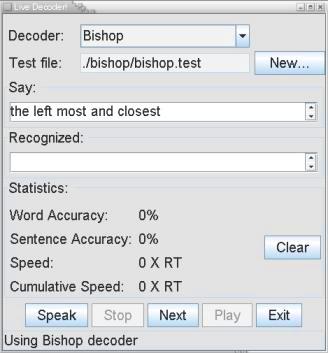 Live Decoder!
Decoder: Bishop
Test file: ./bishop/bishop.test New...
Say:
the left most and closest
Recognized:
Statistics:
Word Accuracy: 0%
Sentence Accuracy: 0%
Clear
Speed: 0 X RT
Cumulative Speed: 0 X RT
Speak Stop Next Play Exit
Using Bishop decoder